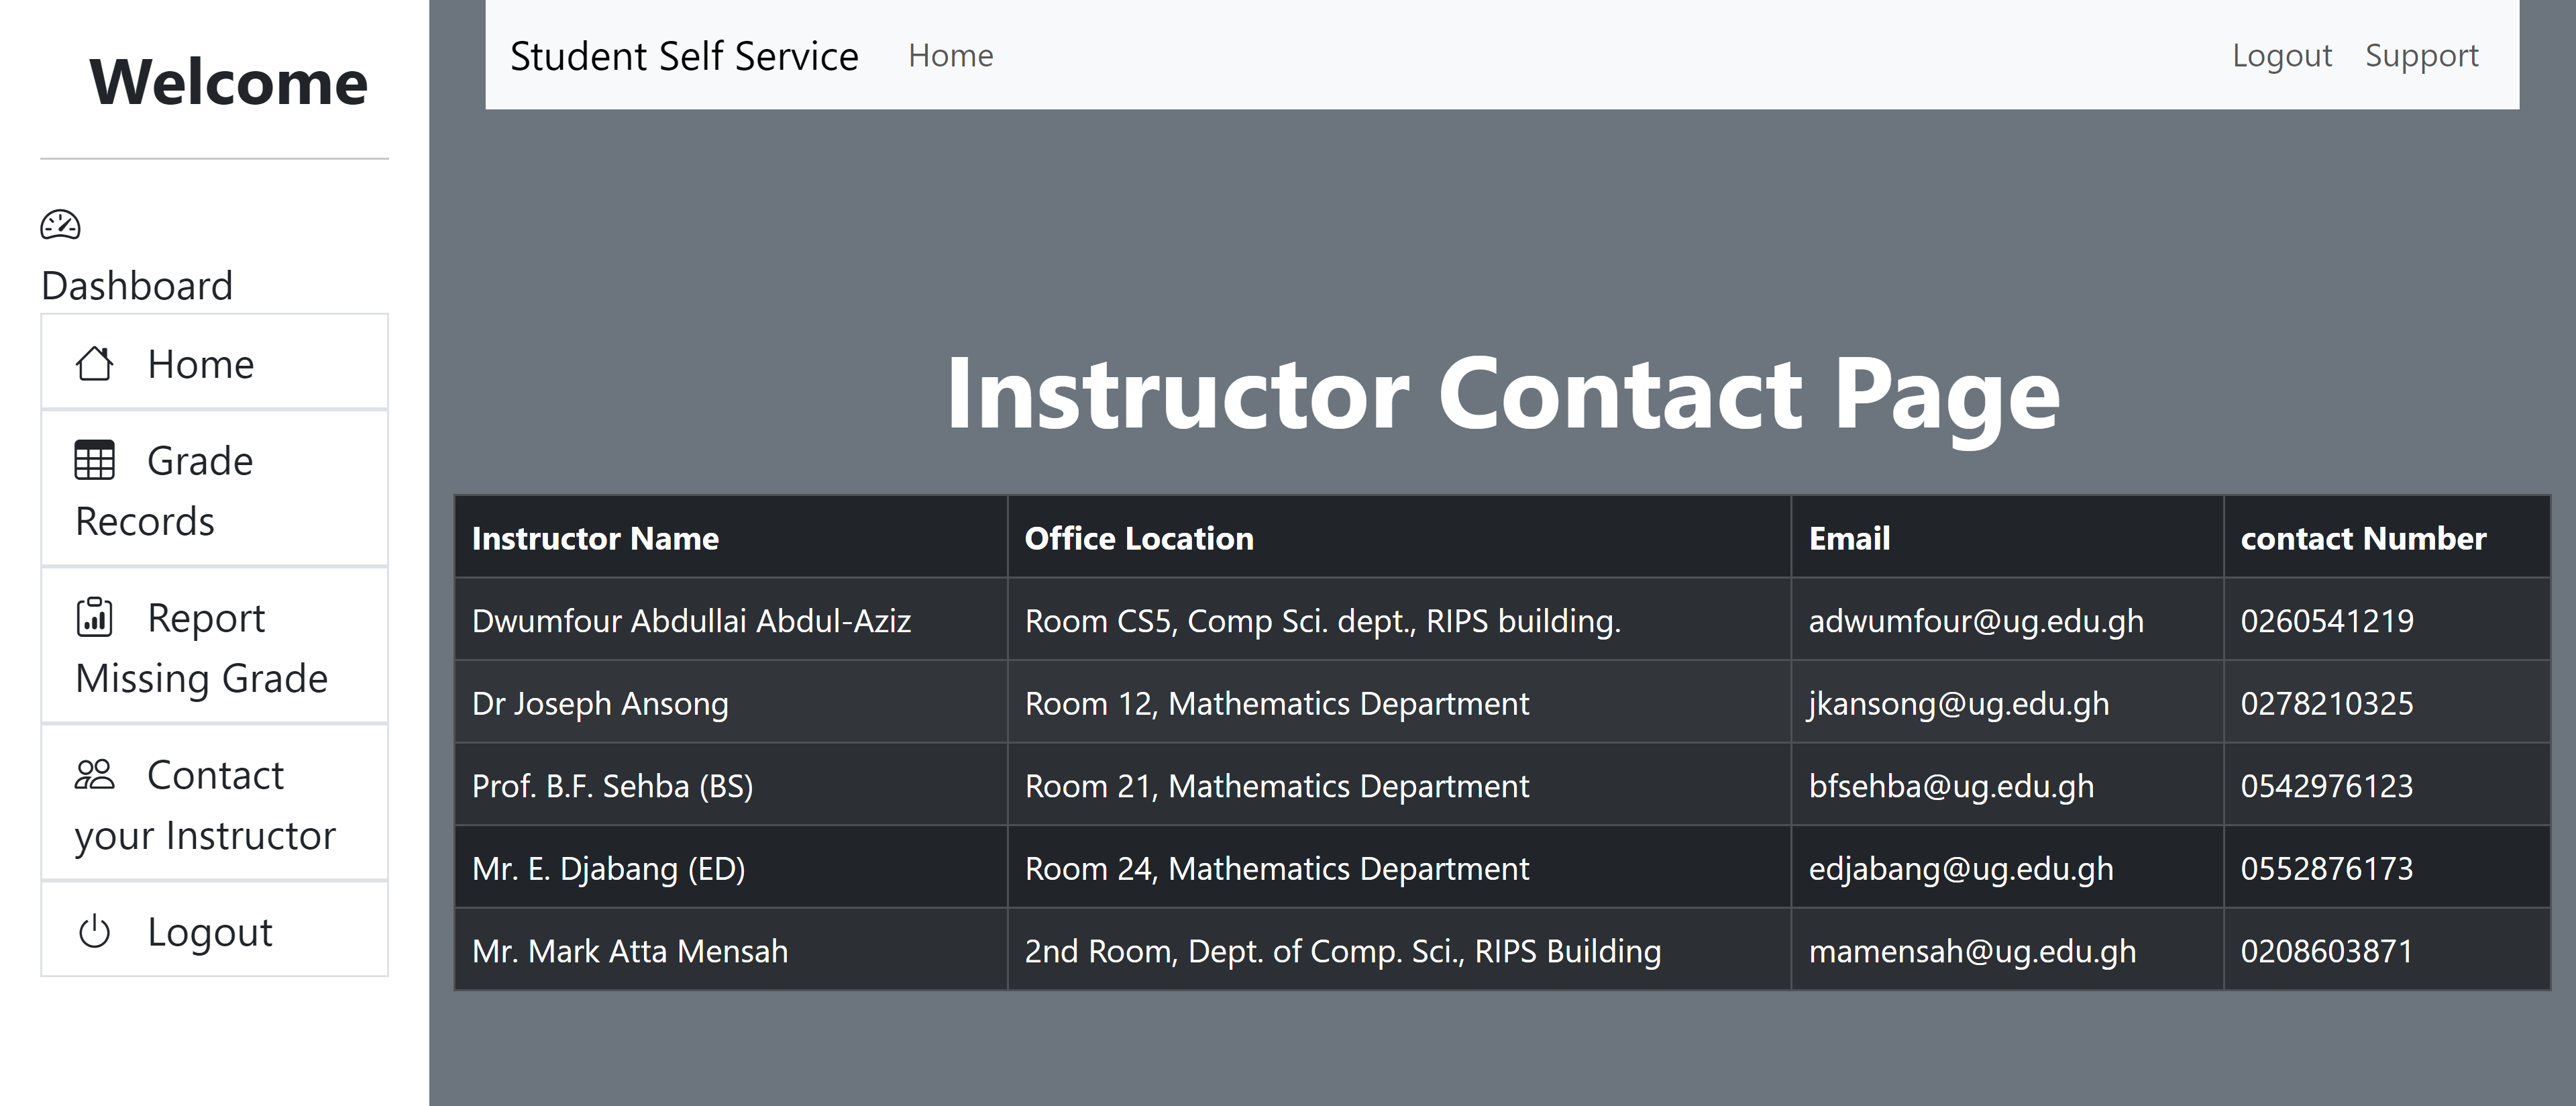 Welcome
Dashboard
Home
Grade
Records
Report
Missing Grade
Contact
your Instructor
Logout
Student Self Service Home Logout Support
Instructor Contact Page
Instructor Name Office Location Email contact Number
Dwumfour Abdullai Abdul-Aziz Room CS5, Comp Sci. dept., RIPS building. adwumfour@ug.edu.gh 0260541219
Dr Joseph Ansong Room 12, Mathematics Department jkansong@ug.edu.gh 0278210325
Prof. B.F. Sehba (BS) Room 21, Mathematics Department bfsehba@ug.edu.gh 0542976123
Mr. E. Djabang (ED) Room 24, Mathematics Department edjabang@ug.edu.gh 0552876173
Mr. Mark Atta Mensah 2nd Room, Dept. of Comp. Sci., RIPS Building mamensah@ug.edu.gh 0208603871